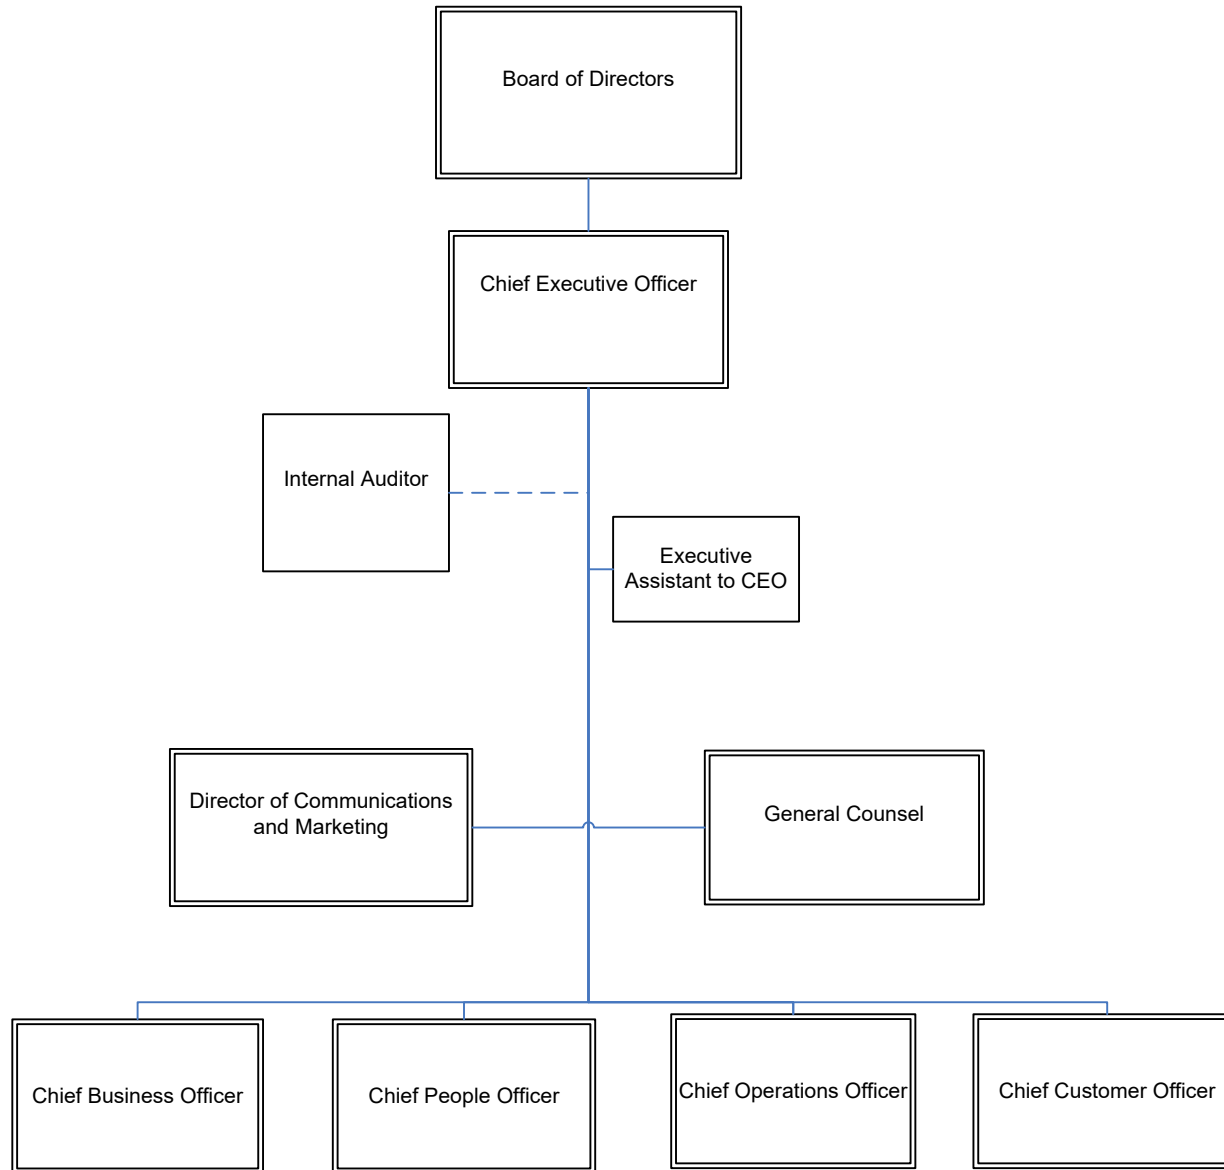 Board of Directors
Chief Executive Officer
Internal Auditor
Executive
Assistant to CEO
Director of Communications
and Marketing
General Counsel
Chief Business Officer
Chief People Officer
Chief Operations Officer
Chief Customer Officer